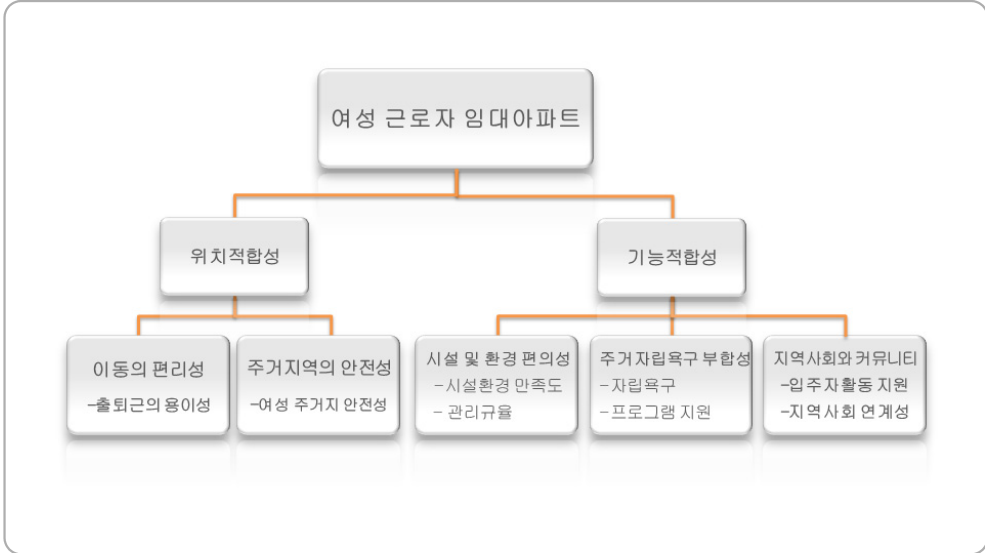 여성 근로자 임대아파트
위치적합성
기능적합성
이동의 편리성
-출퇴근의 용이성
주거지역의 안전성
-여성 주거지 안전성
시설 및 환경 편의성
-시설환경 만족도
- 관리규율
주거자립욕구 부합성
-자립욕구
-프로그램 지원
지역사회와 커뮤니티
-입주자활동 지원
-지역사회 연계성